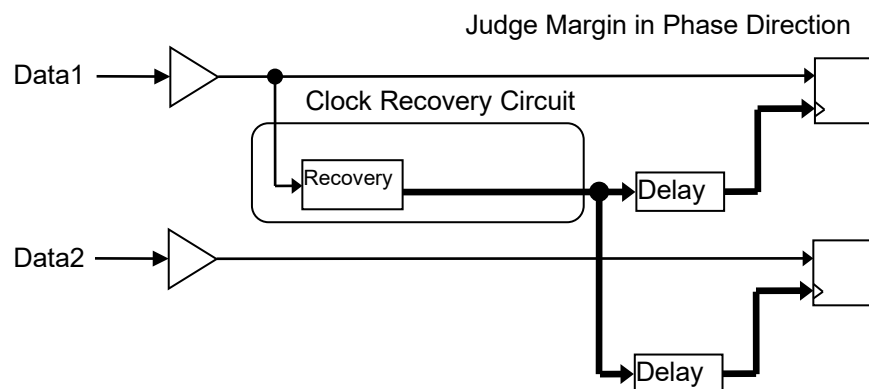 Judge Margin in Phase Direction
Data1
Clock Recovery Circuit
Recovery
Delay
Data2
Delay